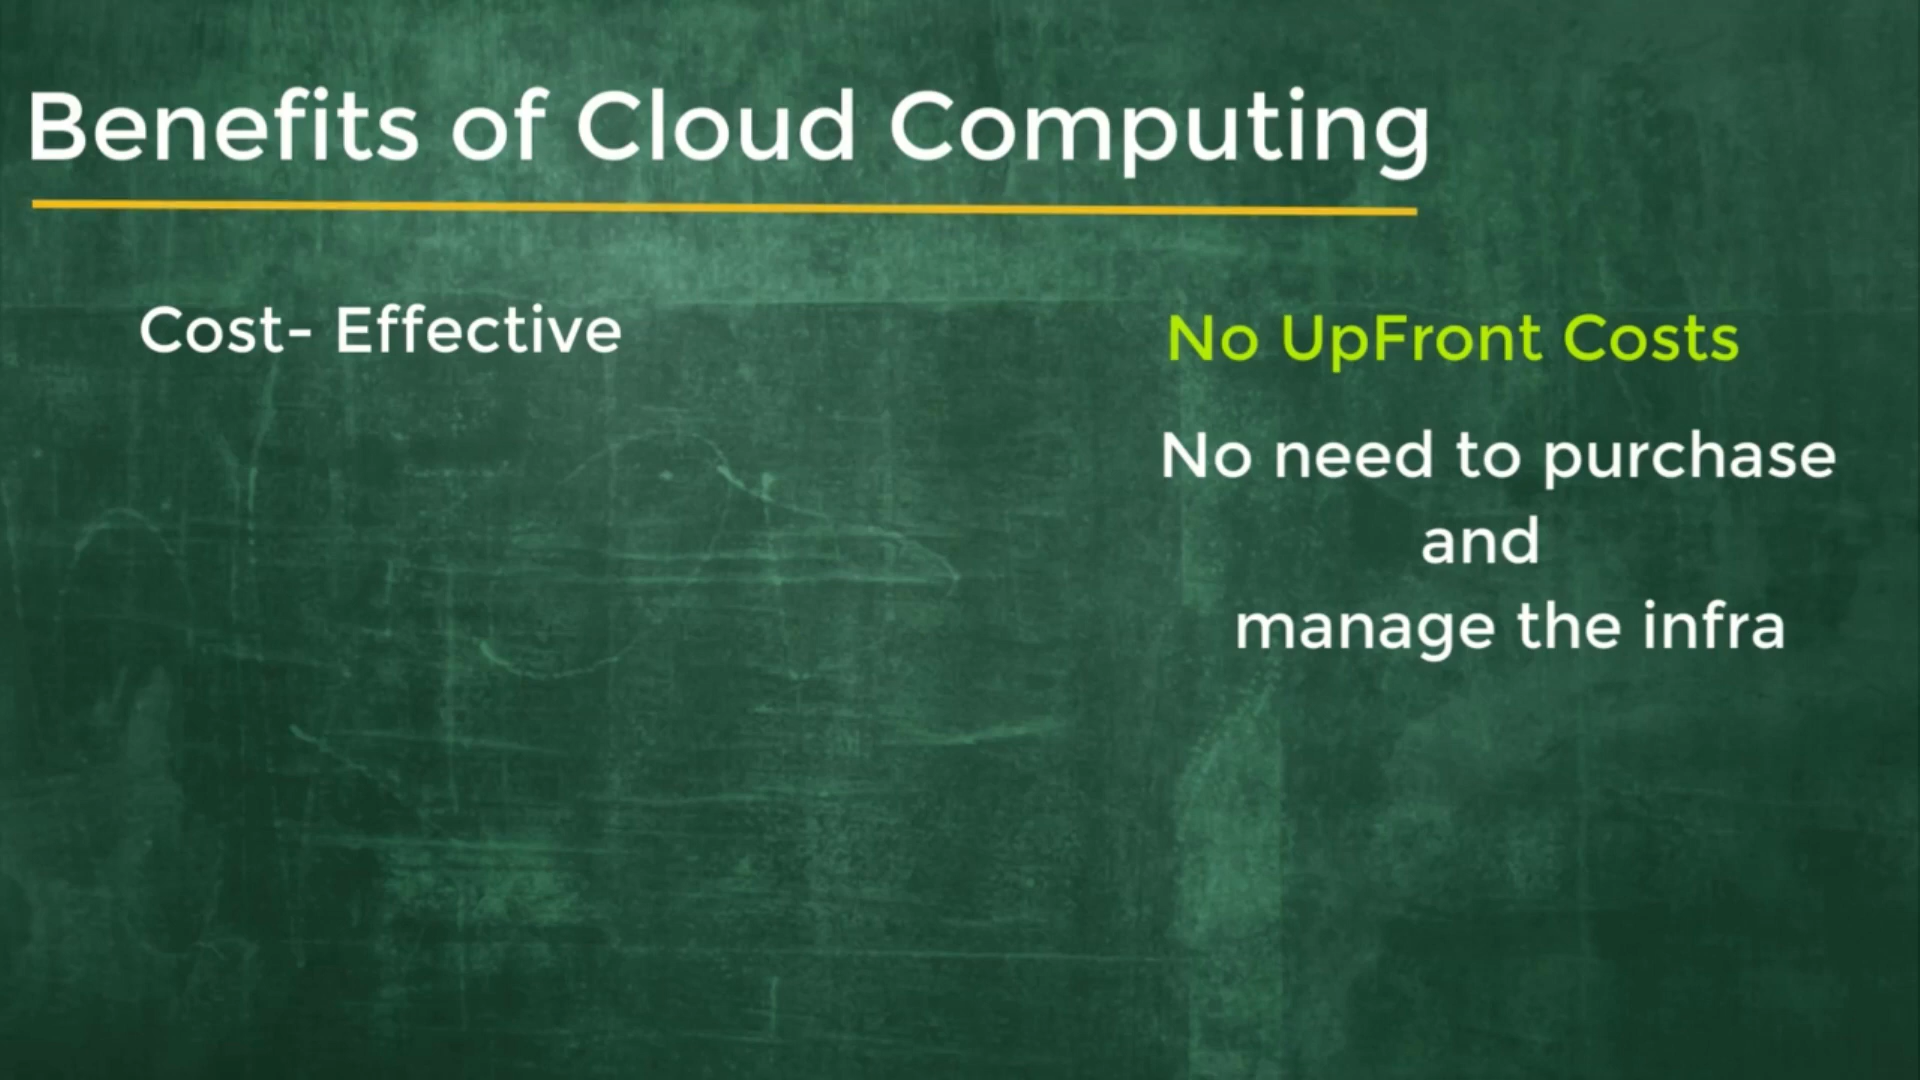 Benefits of Cloud Computing
Cost- Effective
No UpFront Costs
No need to purchase
and
manage the infra